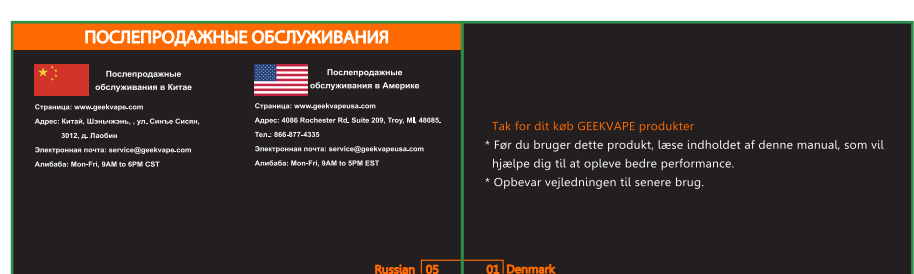 ПОСЛЕПРОДАЖНЫЕ ОБСЛУЖИВАНИЯ
Послепродажные
обслуживания в Китае
Страница: www.geekvape.com
Адрес: Китай, Шэньчжэнь, , ул. Синье Сисян,
3012, д. Лаобин
Электронная почта: service@geekvape.com
Алибаба: Mon-Fri, 9AM to 6PM CST
Послепродажные
обслуживания в Америке
Страница: www.geekvapeusa.com
Адрес: 4086 Rochester Rd. Suite 209, Troy, MI, 48085.
Тел.: 866-877-4335
Электронная почта: service@geekvapeusa.com
Алибаба: Mon-Fri, 9AM to 5PM EST
Russian 05
Tak for dit køb GEEKVAPE produkter
* Før du bruger dette produkt, læse indholdet af denne manual, som vil
hjælpe dig til at opleve bedre performance.
* Opbevar vejledningen til senere brug.
01 Denmark